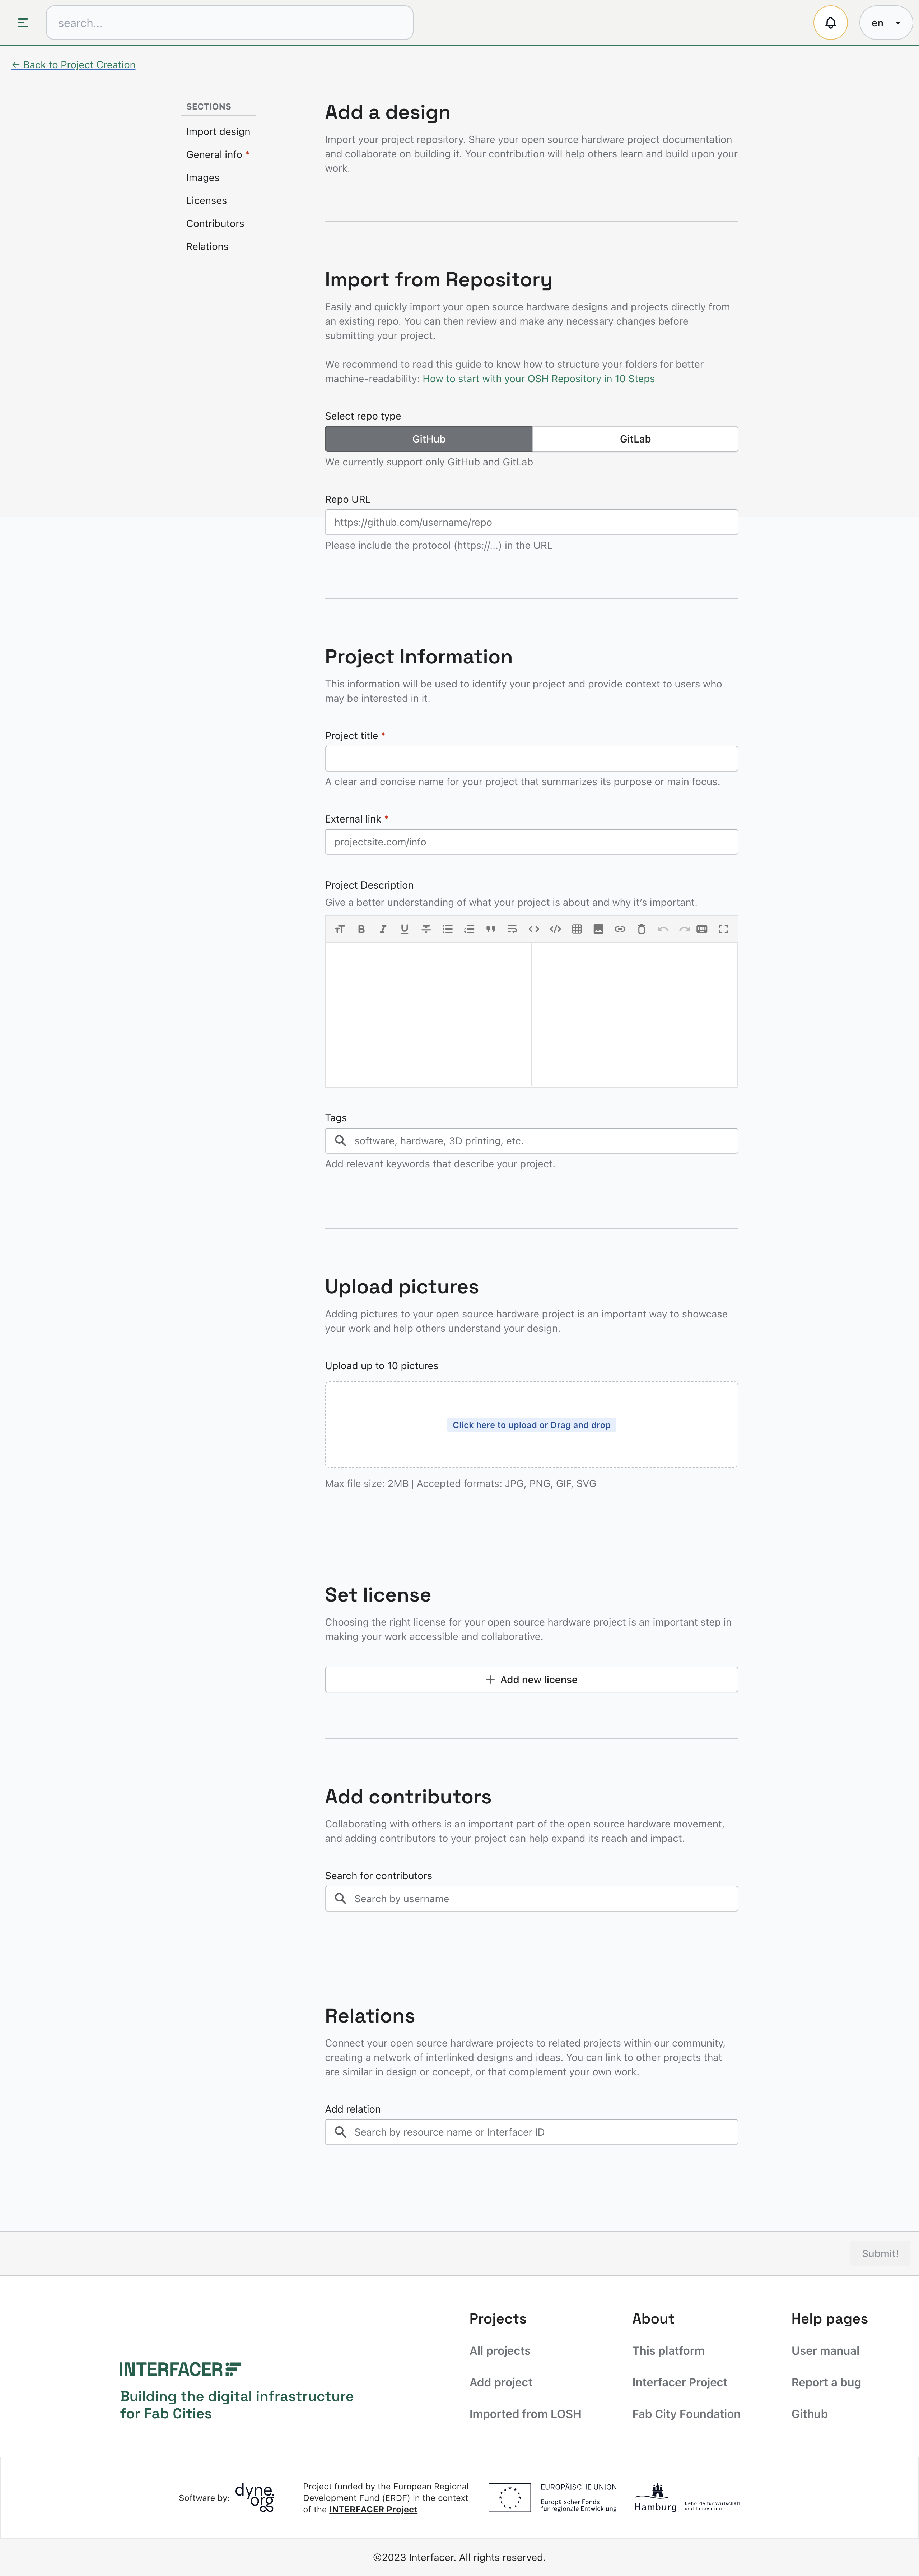 search...
en
← Back to Project Creation
SECTIONS
Import design
General info *
Images
Licenses
Contributors
Relations
Add a design
Import your project repository. Share your open source hardware project documentation
and collaborate on building it. Your contribution will help others learn and build upon your
work.
Import from Repository
Easily and quickly import your open source hardware designs and projects directly from
an existing repo. You can then review and make any necessary changes before
submitting your project.
We recommend to read this guide to know how to structure your folders for better
machine-readability: How to start with your OSH Repository in 10 Steps
Select repo type
GitHub GitLab
We currently support only GitHub and GitLab
Repo URL
https://github.com/username/repo
Please include the protocol (https://...) in the URL
Project Information
This information will be used to identify your project and provide context to users who
may be interested in it.
Project title *
A clear and concise name for your project that summarizes its purpose or main focus.
External link *
projectsite.com/info
Project Description
Give a better understanding of what your project is about and why it's important.
Tags
software, hardware, 3D printing, etc.
Add relevant keywords that describe your project.
Upload pictures
Adding pictures to your open source hardware project is an important way to showcase
your work and help others understand your design.
Upload up to 10 pictures
Click here to upload or Drag and drop
Max file size: 2MB | Accepted formats: JPG, PNG, GIF, SVG
Set license
Choosing the right license for your open source hardware project is an important step in
making your work accessible and collaborative.
+ Add new license
Add contributors
Collaborating with others is an important part of the open source hardware movement,
and adding contributors to your project can help expand its reach and impact.
Search for contributors
Search by username
Relations
Connect your open source hardware projects to related projects within our community,
creating a network of interlinked designs and ideas. You can link to other projects that
are similar in design or concept, or that complement your own work.
Add relation
Search by resource name or Interfacer ID
Submit!
INTERFACER
Building the digital infrastructure
for Fab Cities
Projects
All projects
Add project
Imported from LOSH
About
This platform
Interfacer Project
Fab City Foundation
Help pages
User manual
Report a bug
Github
Software by:
dyne
org
Project funded by the European Regional
Development Fund (ERDF) in the context
of the INTERFACER Project
EUROPÄISCHE UNION
Europäischer Fonds
für regionale Entwicklung
Hamburg
Behörde für Wirtschaft
und Innovation
©2023 Interfacer. All rights reserved.